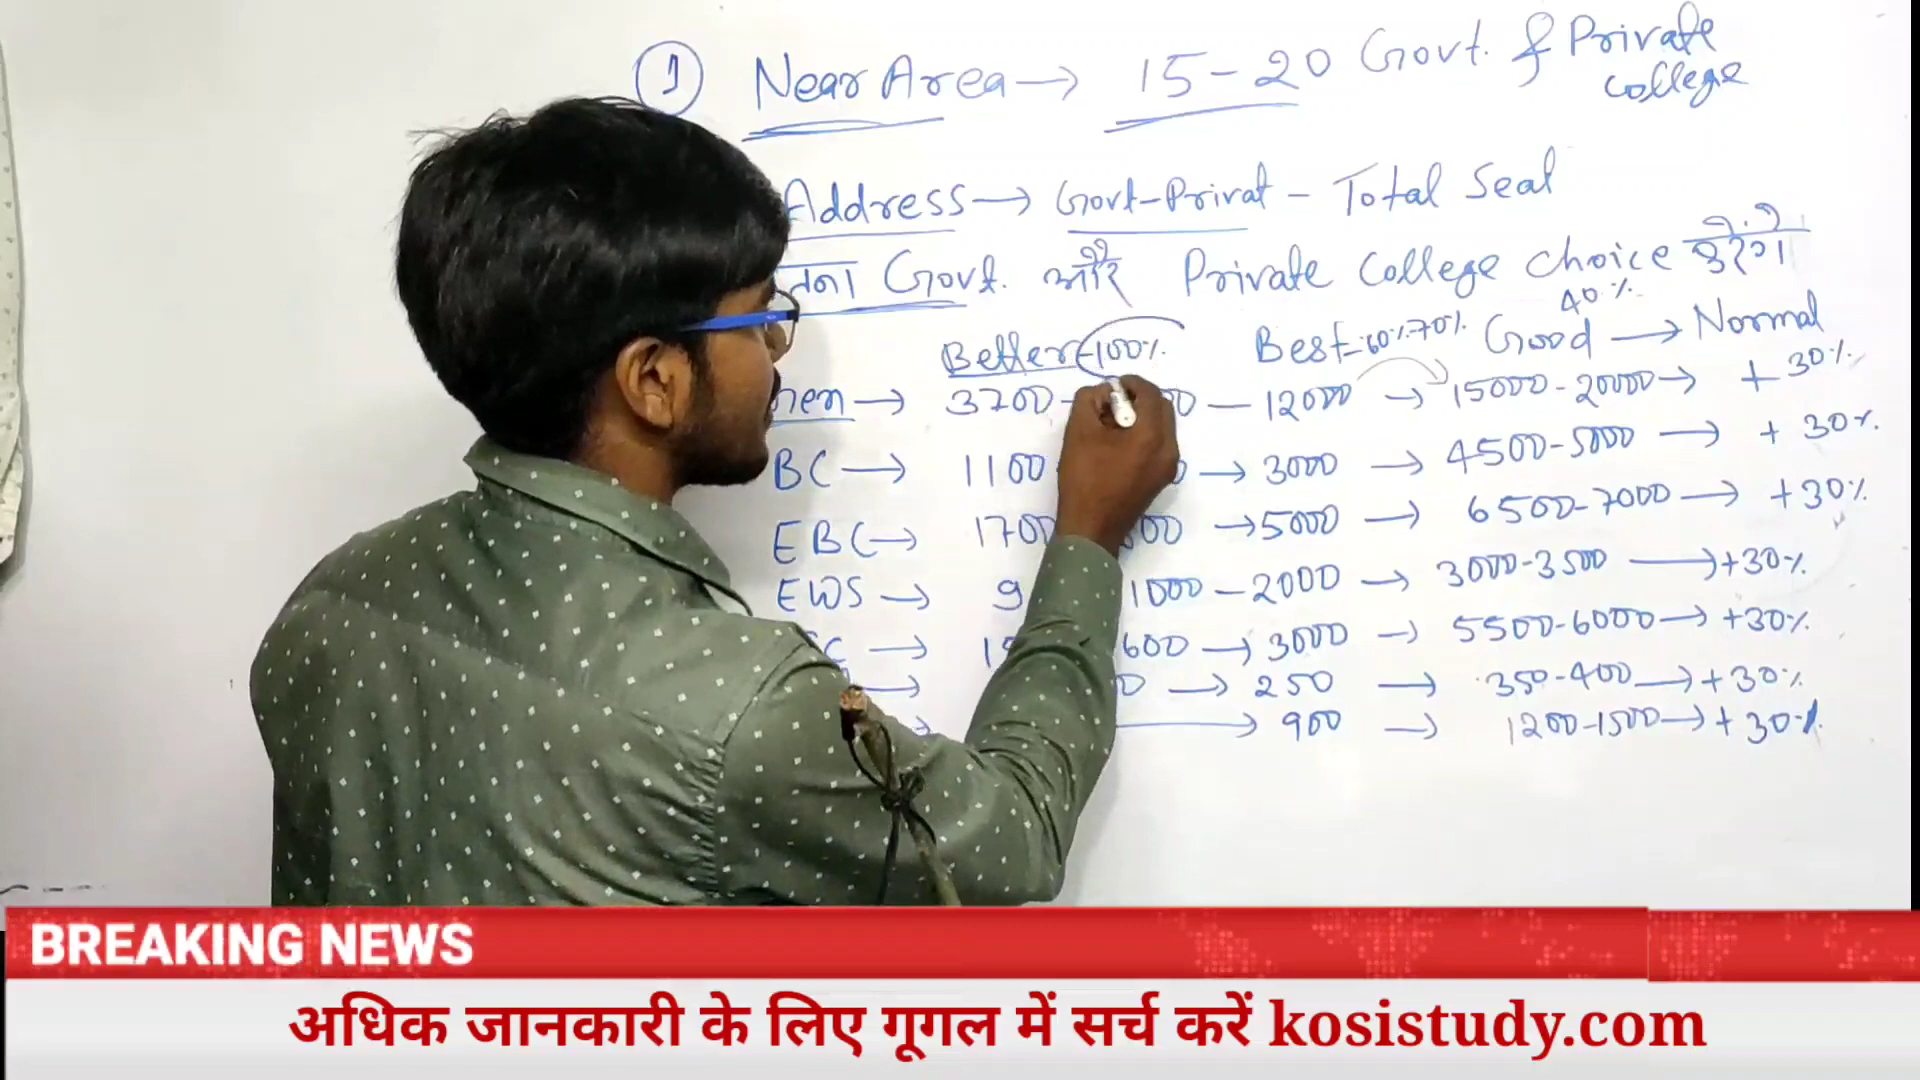 1 Near Area → 15-20 Govt. & Private
college
Address → Govt-Privat - Total Seat
Govt. और Private College choice करेगा
40%
Better-100% Best-60%70% Good → Normal
3700 - 12000 → 15000-20000 → +30%
BC → 1100 → 3000 → 4500-5000 → +30%
EBC → 1700 → 5000 → 6500-7000 → +30%
EWS → 9 1000 - 2000 → 3000-3500 → +30%
→ 600 → 3000 → 5500-6000 → +30%
→ → 250 → 350-400 → +30%
→ 900 → 1200-1500 → +30%
BREAKING NEWS
अधिक जानकारी के लिए गूगल में सर्च करें kosistudy.com